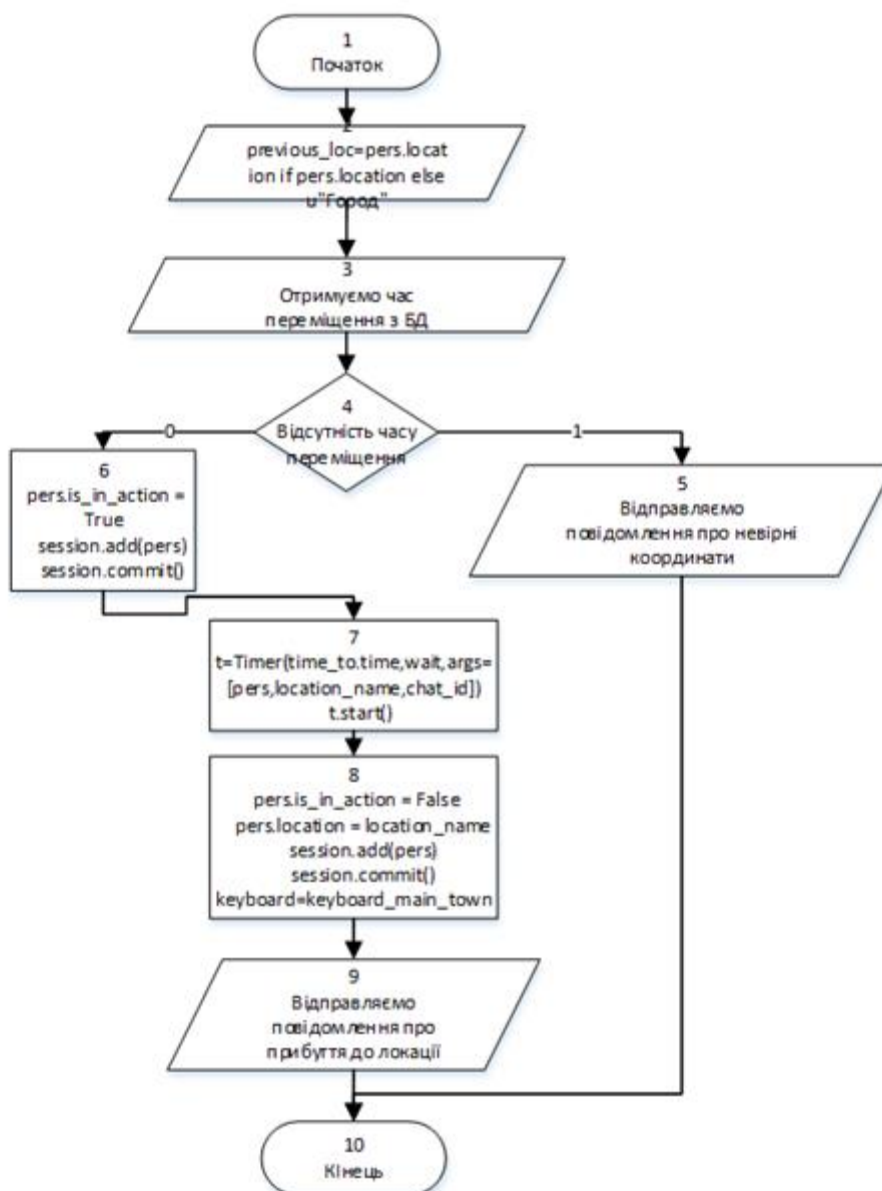 1
Початок
2
previous_loc=pers.locat
ion if pers.location else
u"Город"
3
Отримуємо час
переміщення з БД
4
Відсутність часу
переміщення
0
1
6
pers.is_in_action =
True
session.add(pers)
session.commit()
5
Відправляємо
повідомлення про невірні
координати
7
t=Timer(time_to.time,wait,args=
[pers,location_name,chat_id])
t.start()
8
pers.is_in_action = False
pers.location = location_name
session.add(pers)
session.commit()
keyboard=keyboard_main_town
9
Відправляємо
повідомлення про
прибуття до локації
10
Кінець